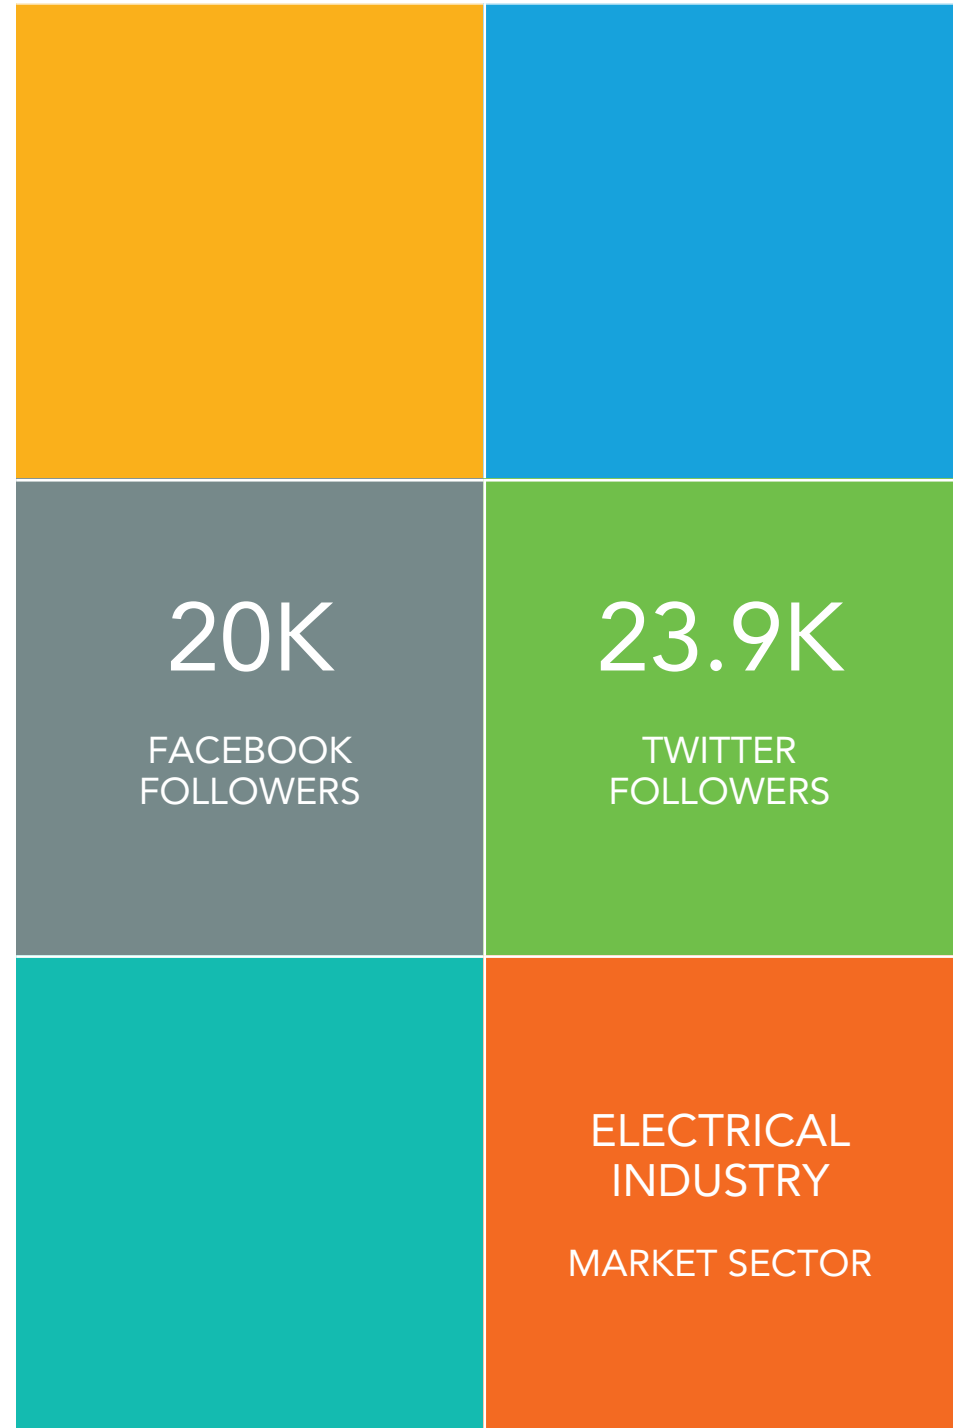 20K
FACEBOOK
FOLLOWERS
23.9K
TWITTER
FOLLOWERS
ELECTRICAL
INDUSTRY
MARKET SECTOR